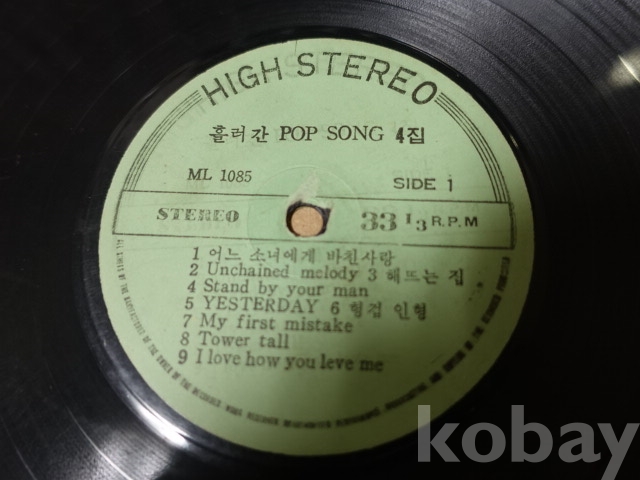 HIGH STEREO
흘러간 POP SONG 4집
ML 1085
SIDE 1
STEREO
33 1/3 R.P.M
1 어느 소녀에게 바친사랑
2 Unchained melody 3 해뜨는 집
4 Stand by your man
5 YESTERDAY 6 헝겁 인형
7 My first mistake
8 Tower tall
9 I love how you leve me
kobay